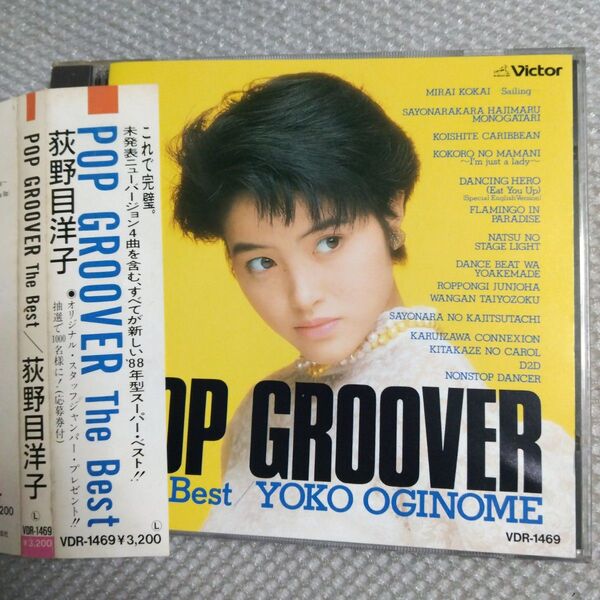 POP GROOVER The Best／荻野目洋子
VDR-1469
¥3,200
POP GROOVER The Best
荻野目洋子
これで完璧。
未発表ニューバージョン4曲を含む、すべてが新しい'88年型スーパー・ベスト!!
●オリジナル・スタッフジャンパー・プレゼント!!
抽選で1000名様に!(応募券付)
VDR-1469 ¥3,200
Ⓛ
Victor
MIRAI KOKAI Sailing
SAYONARAKARA HAJIMARU
MONOGATARI
KOISHITE CARIBBEAN
KOKORO NO MAMANI
～I'm just a lady～
DANCING HERO
(Eat You Up)
(Special English Version)
FLAMINGO IN
PARADISE
NATSU NO
STAGE LIGHT
DANCE BEAT WA
YOAKEMADE
ROPPONGI JUNJOHA
WANGAN TAIYOZOKU
SAYONARA NO KAJITSUTACHI
KARUIZAWA CONNEXION
KITAKAZE NO CAROL
D2D
NONSTOP DANCER
OP GROOVER
Best / YOKO OGINOME
VDR-1469